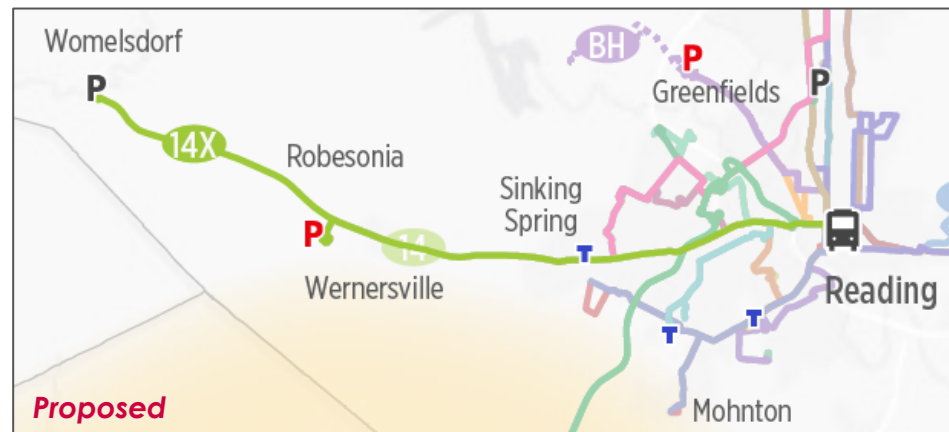 Womelsdorf
P
14X
Robesonia
P
14
Wernersville
Sinking
Spring
T
BH
P
Greenfields
P
Reading
T
T
Mohnton
Proposed